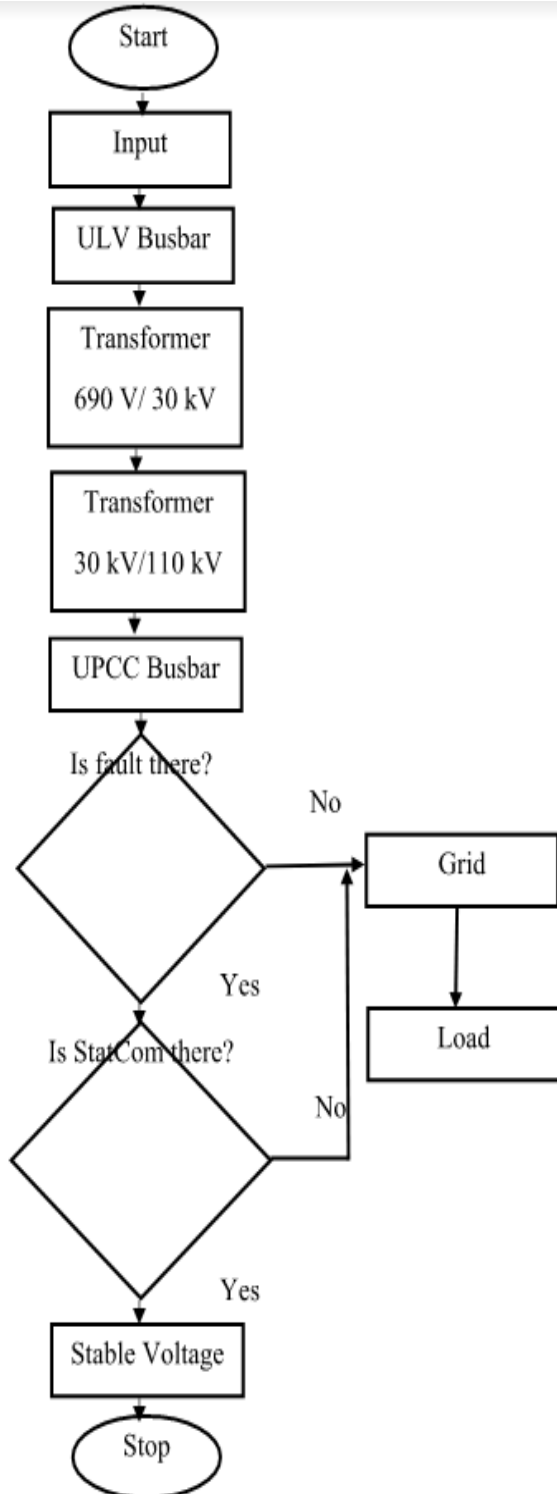 Start
Input
ULV Busbar
Transformer
690 V/ 30 kV
Transformer
30 kV/110 kV
UPCC Busbar
Is fault there?
No
Grid
Yes
Load
Is StatCom there?
No
Yes
Stable Voltage
Stop